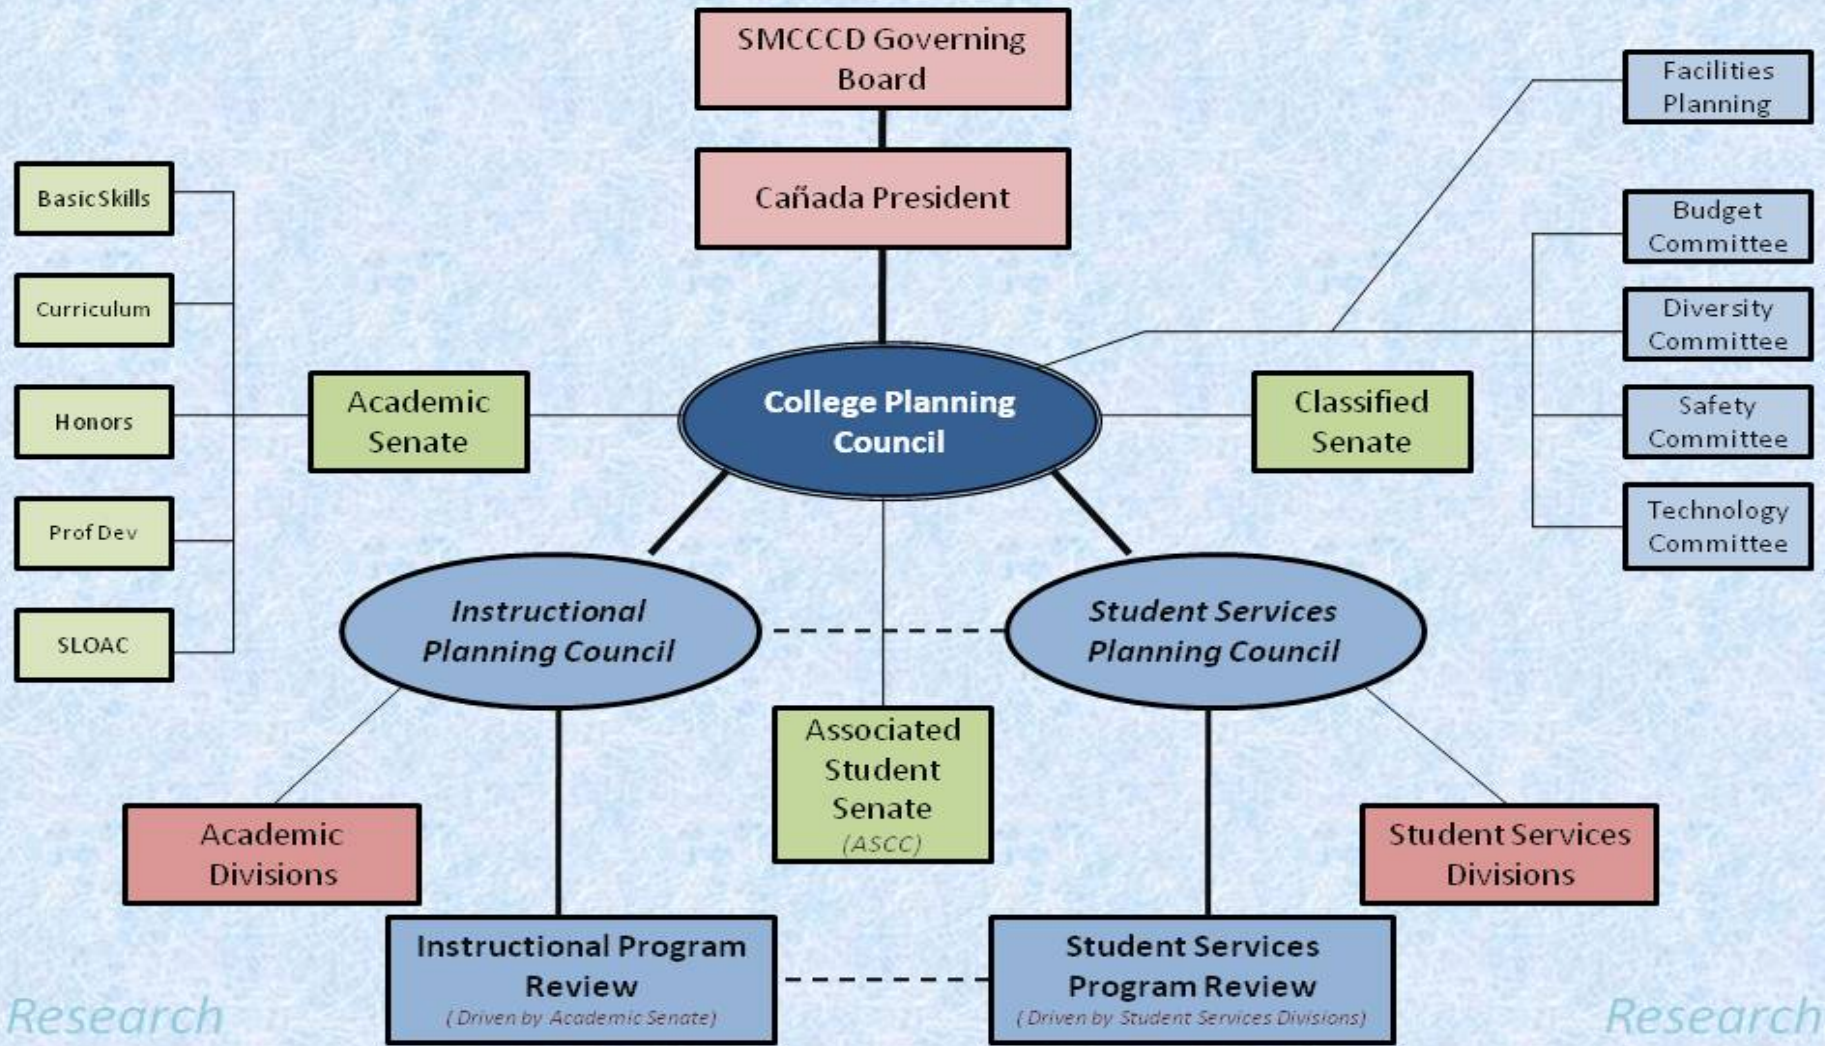 SMCCCD Governing
Board
Cañada President
Facilities
Planning
Budget
Committee
Diversity
Committee
Safety
Committee
Technology
Committee
BasicSkills
Curriculum
Honors
Prof Dev
SLOAC
Academic
Senate
College Planning
Council
Classified
Senate
Instructional
Planning Council
Student Services
Planning Council
Associated
Student
Senate
(ASCC)
Academic
Divisions
Student Services
Divisions
Instructional Program
Review
(Driven by Academic Senate)
Student Services
Program Review
(Driven by Student Services Divisions)
Research
Research